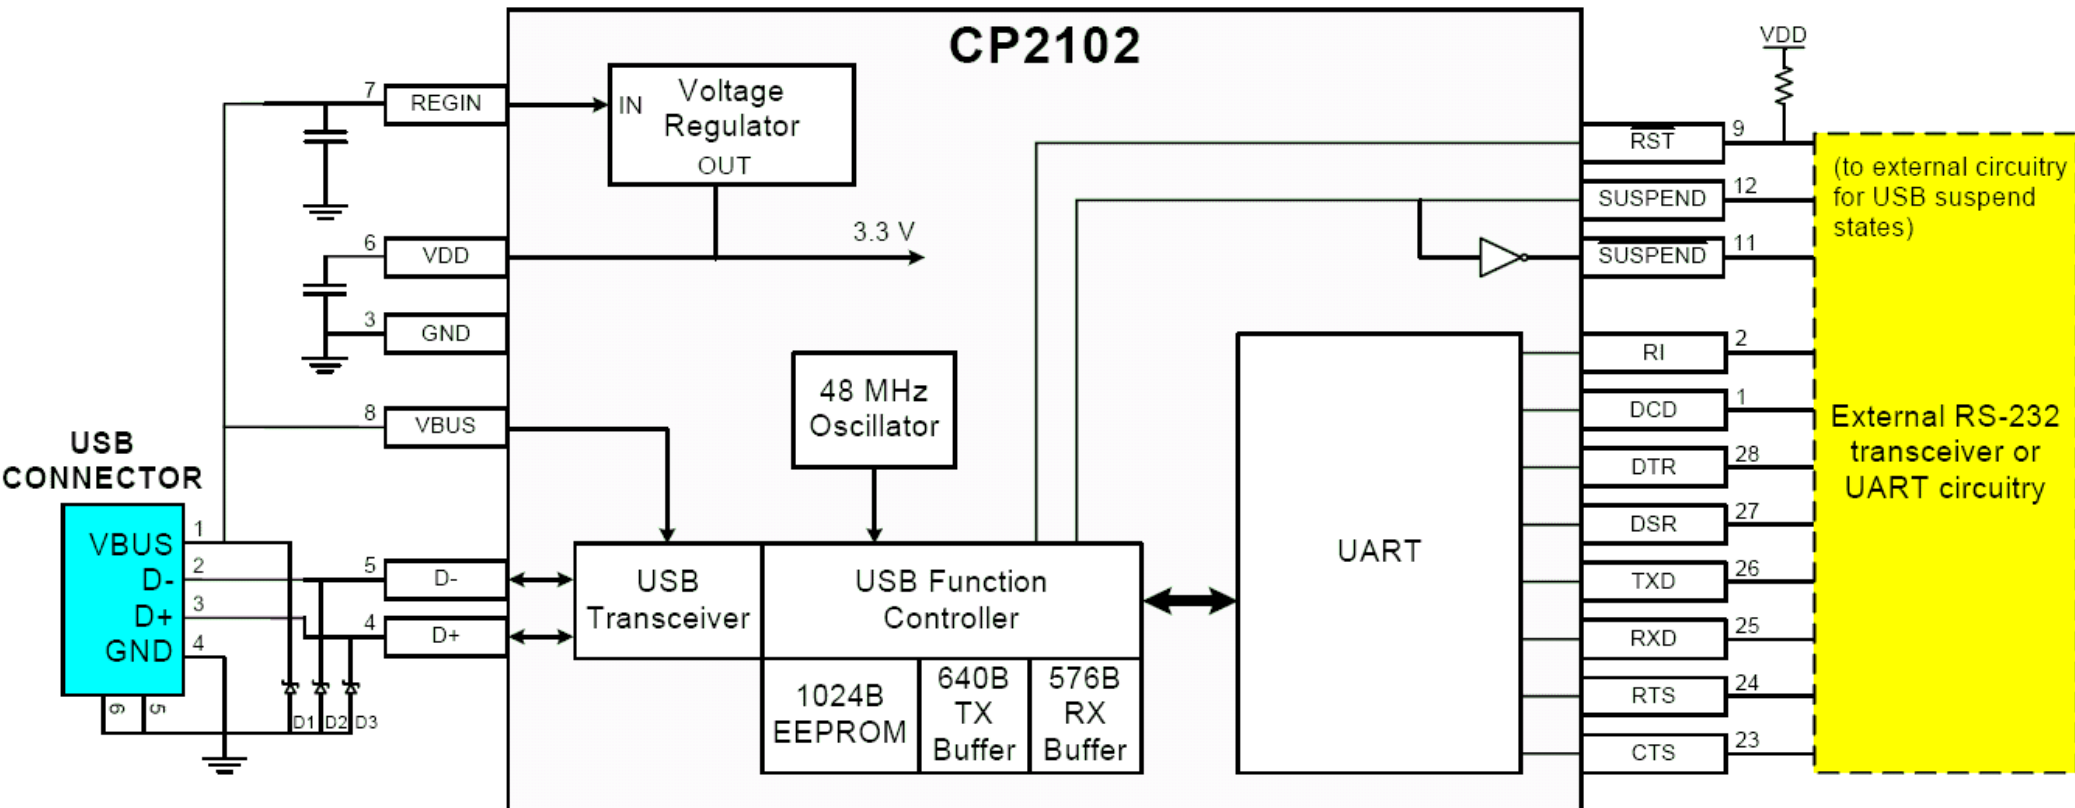 CP2102
USB
CONNECTOR
VBUS
D-
D+
GND
1
2
3
4
6
5
D1
D2
D3
7
REGIN
6
VDD
3
GND
8
VBUS
5
D-
4
D+
IN
Voltage
Regulator
OUT
3.3 V
48 MHz
Oscillator
USB
Transceiver
USB Function
Controller
1024B
EEPROM
640B
TX
Buffer
576B
RX
Buffer
UART
VDD
RST
9
SUSPEND
12
SUSPEND
11
RI
2
DCD
1
DTR
28
DSR
27
TXD
26
RXD
25
RTS
24
CTS
23
(to external circuitry
for USB suspend
states)
External RS-232
transceiver or
UART circuitry